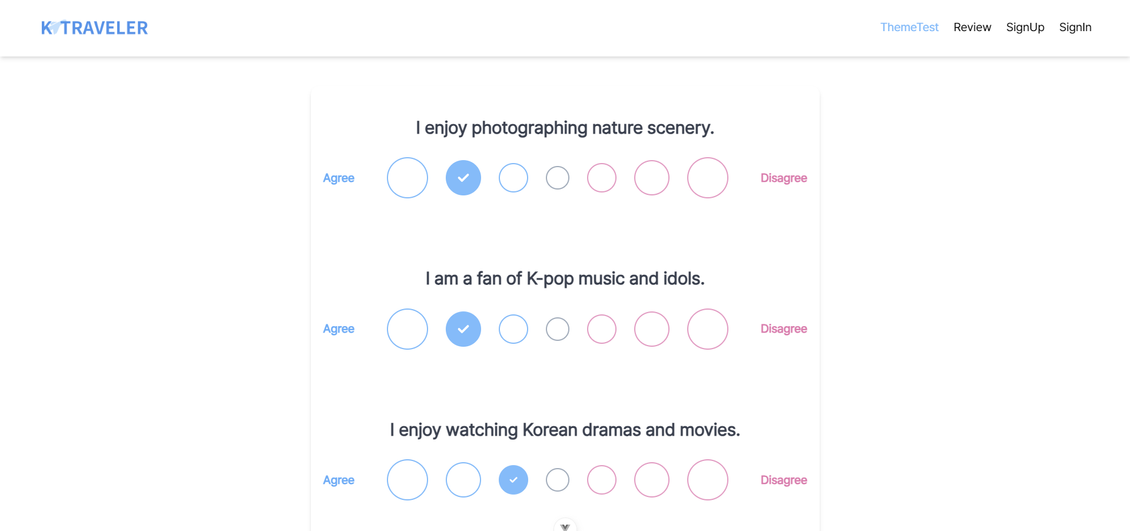 K TRAVELER
ThemeTest Review SignUp SignIn
I enjoy photographing nature scenery.
Agree Disagree
I am a fan of K-pop music and idols.
Agree Disagree
I enjoy watching Korean dramas and movies.
Agree Disagree